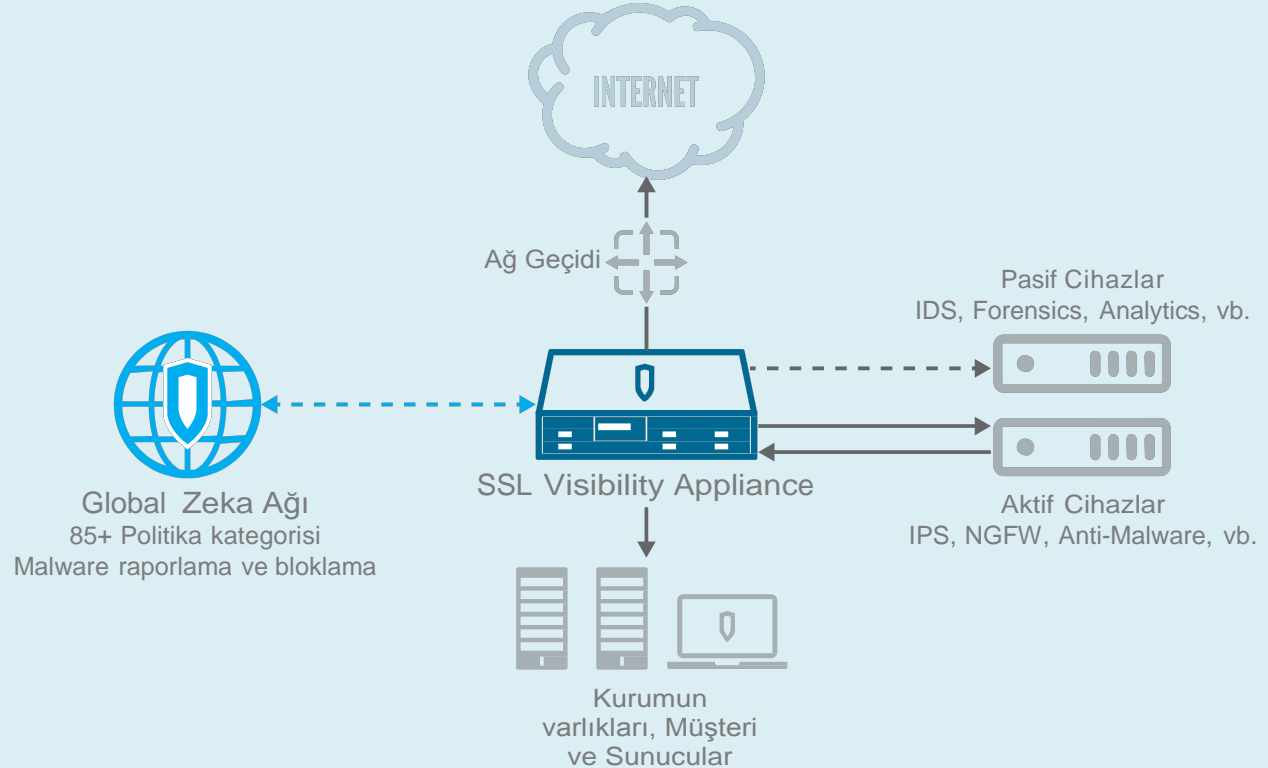 INTERNET
Ağ Geçidi
Pasif Cihazlar
IDS, Forensics, Analytics, vb.
SSL Visibility Appliance
Global Zeka Ağı
85+ Politika kategorisi
Malware raporlama ve bloklama
Aktif Cihazlar
IPS, NGFW, Anti-Malware, vb.
Kurumun
varlıkları, Müşteri
ve Sunucular